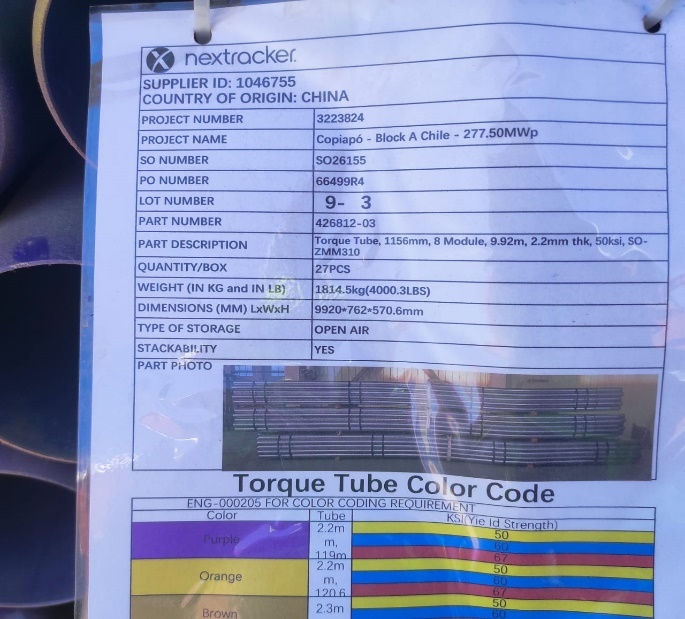 nextracker.
SUPPLIER ID: 1046755
COUNTRY OF ORIGIN: CHINA
PROJECT NUMBER 3223824
PROJECT NAME Copiapó - Block A Chile - 277.50MWp
SO NUMBER SO26155
PO NUMBER 66499R4
LOT NUMBER 9- 3
PART NUMBER 426812-03
PART DESCRIPTION Torque Tube, 1156mm, 8 Module, 9.92m, 2.2mm thk, 50ksi, SO-
ZMM310
QUANTITY/BOX 27PCS
WEIGHT (IN KG and IN LB) 1814.5kg(4000.3LBS)
DIMENSIONS (MM) LxWxH 9920*762*570.6mm
TYPE OF STORAGE OPEN AIR
STACKABILITY YES
PART PHOTO
Torque Tube Color Code
ENG-000205 FOR COLOR CODING REQUIREMENT
Color Tube KSI(Yie ld Strength)
Purple 2.2m
m,
119m
50
60
67
Orange 2.2m
m,
120.6
50
60
67
Brown 2.3m
50
60